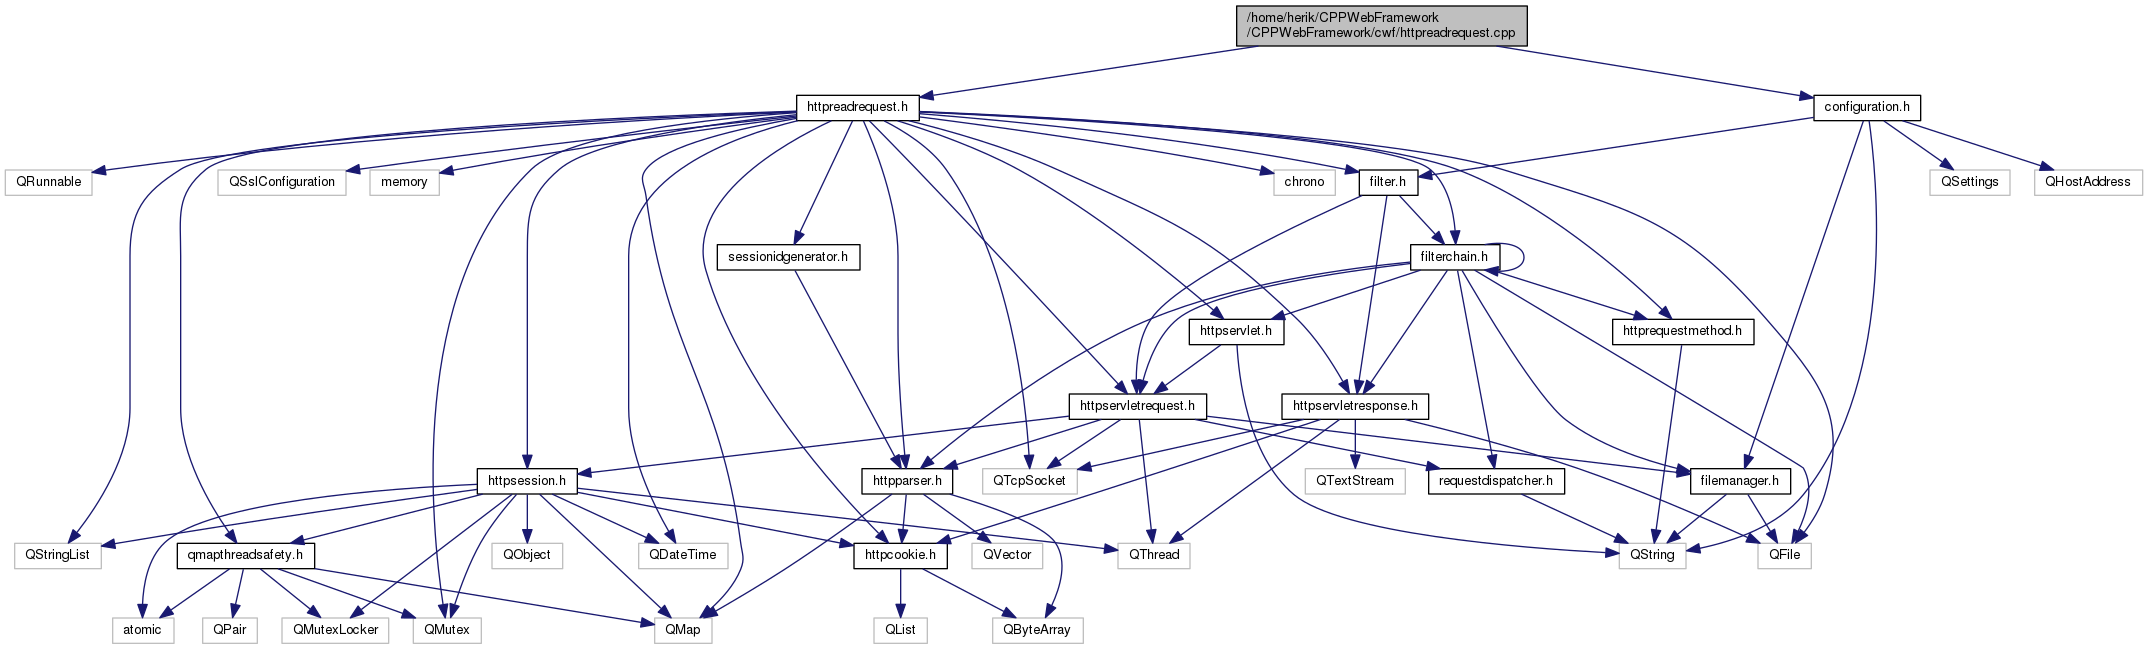 /home/herik/CPPWebFramework
/CPPWebFramework/cwf/httpreadrequest.cpp
httpreadrequest.h
configuration.h
QRunnable
QSslConfiguration
memory
chrono
filter.h
QSettings
QHostAddress
sessionidgenerator.h
filterchain.h
httpservlet.h
httprequestmethod.h
httpservletrequest.h
httpservletresponse.h
httpsession.h
httpparser.h
QTcpSocket
QTextStream
requestdispatcher.h
filemanager.h
QStringList
qmapthreadsafety.h
QObject
QDateTime
httpcookie.h
QVector
QThread
QString
QFile
atomic
QPair
QMutexLocker
QMutex
QMap
QList
QByteArray